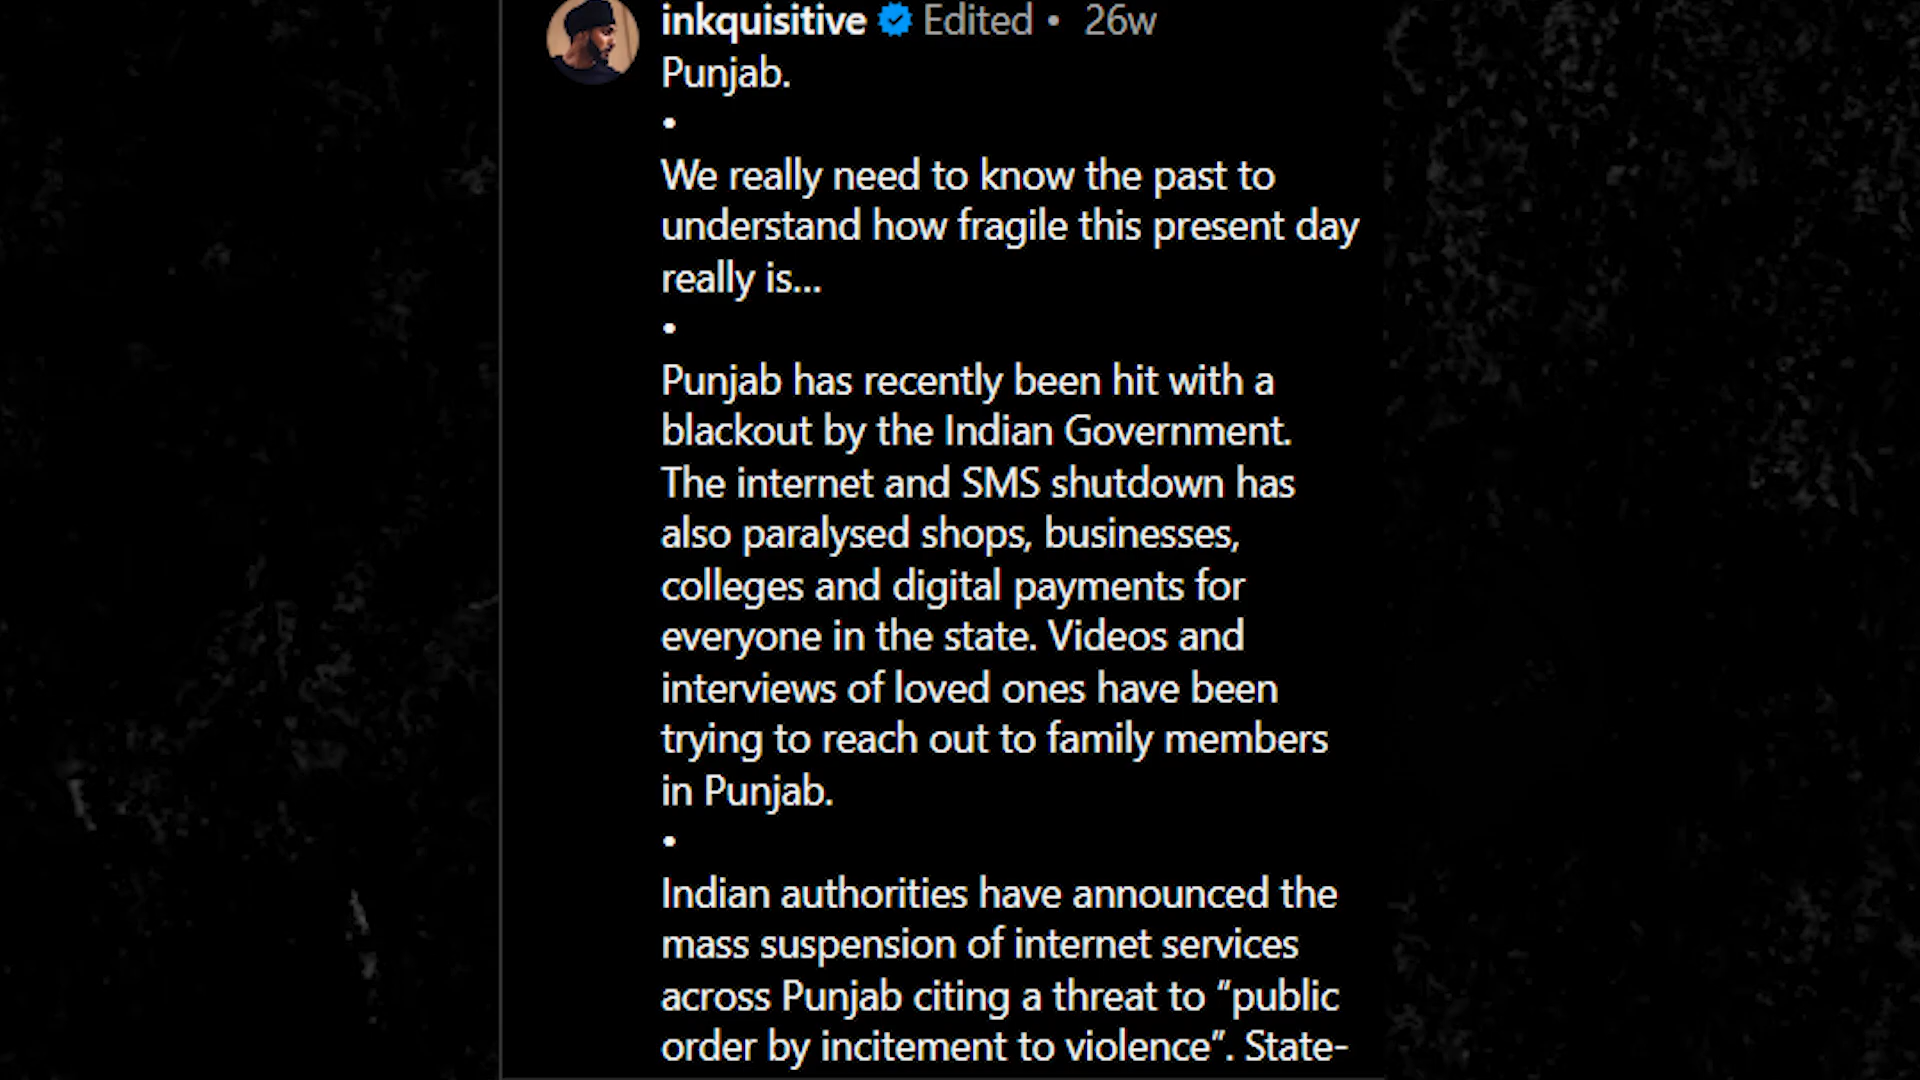 inkquisitive Edited • 26w
Punjab.
•
We really need to know the past to
understand how fragile this present day
really is...
•
Punjab has recently been hit with a
blackout by the Indian Government.
The internet and SMS shutdown has
also paralysed shops, businesses,
colleges and digital payments for
everyone in the state. Videos and
interviews of loved ones have been
trying to reach out to family members
in Punjab.
•
Indian authorities have announced the
mass suspension of internet services
across Punjab citing a threat to “public
order by incitement to violence”. State-